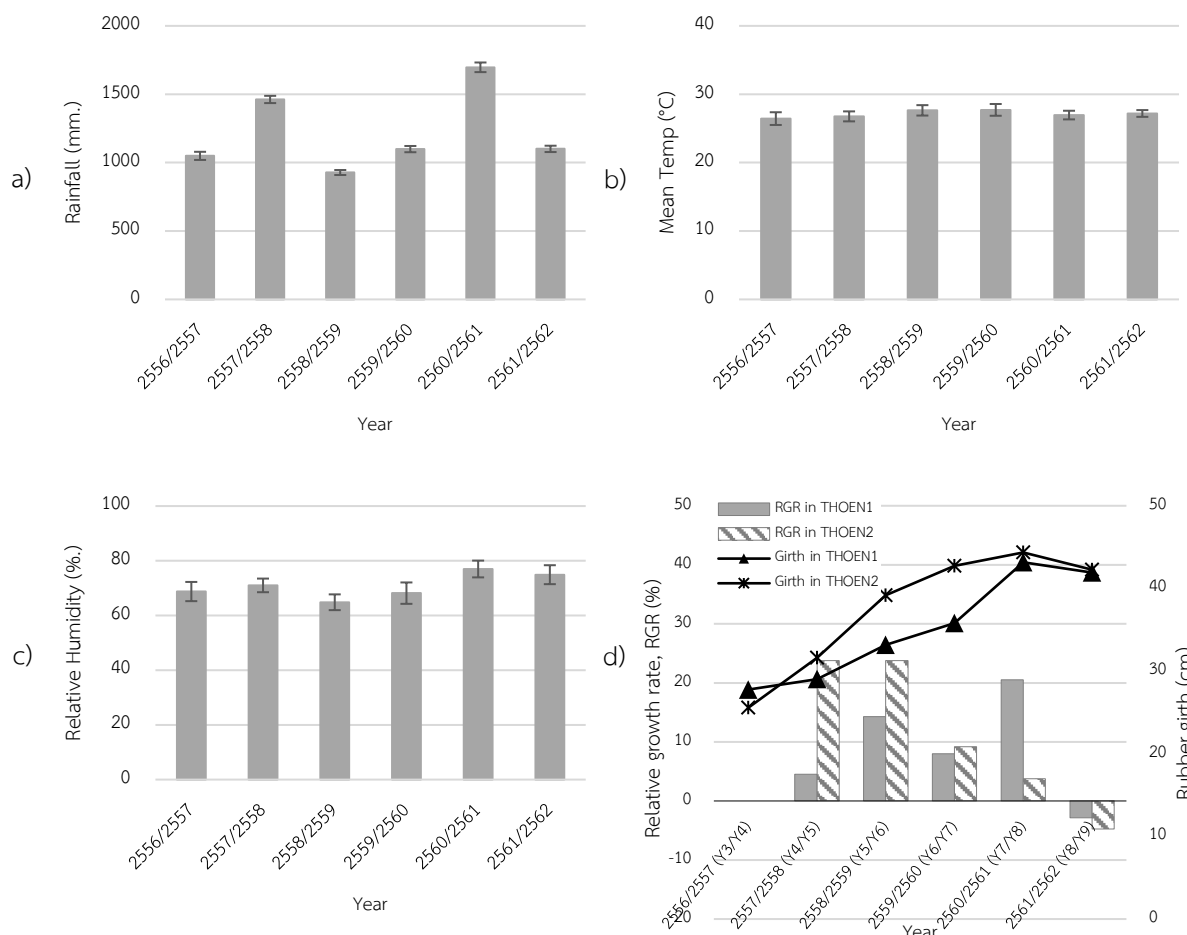 a)
Rainfall (mm.)
2000
1500
1000
500
0
2556/2557
2557/2558
2558/2559
2559/2560
2560/2561
2561/2562
Year
b)
Mean Temp (°C)
40
30
20
10
0
2556/2557
2557/2558
2558/2559
2559/2560
2560/2561
2561/2562
Year
c)
Relative Humidity (%.)
100
80
60
40
20
0
2556/2557
2557/2558
2558/2559
2559/2560
2560/2561
2561/2562
Year
d)
Relative growth rate, RGR (%)
50
40
30
20
10
0
-10
-20
RGR in THOEN1
RGR in THOEN2
Girth in THOEN1
Girth in THOEN2
2556/2557 (Y3/Y4)
2557/2558 (Y4/Y5)
2558/2559 (Y5/Y6)
2559/2560 (Y6/Y7)
2560/2561 (Y7/Y8)
2561/2562 (Y8/Y9)
Year
50
40
30
20
10
0
Rubber girth (cm)